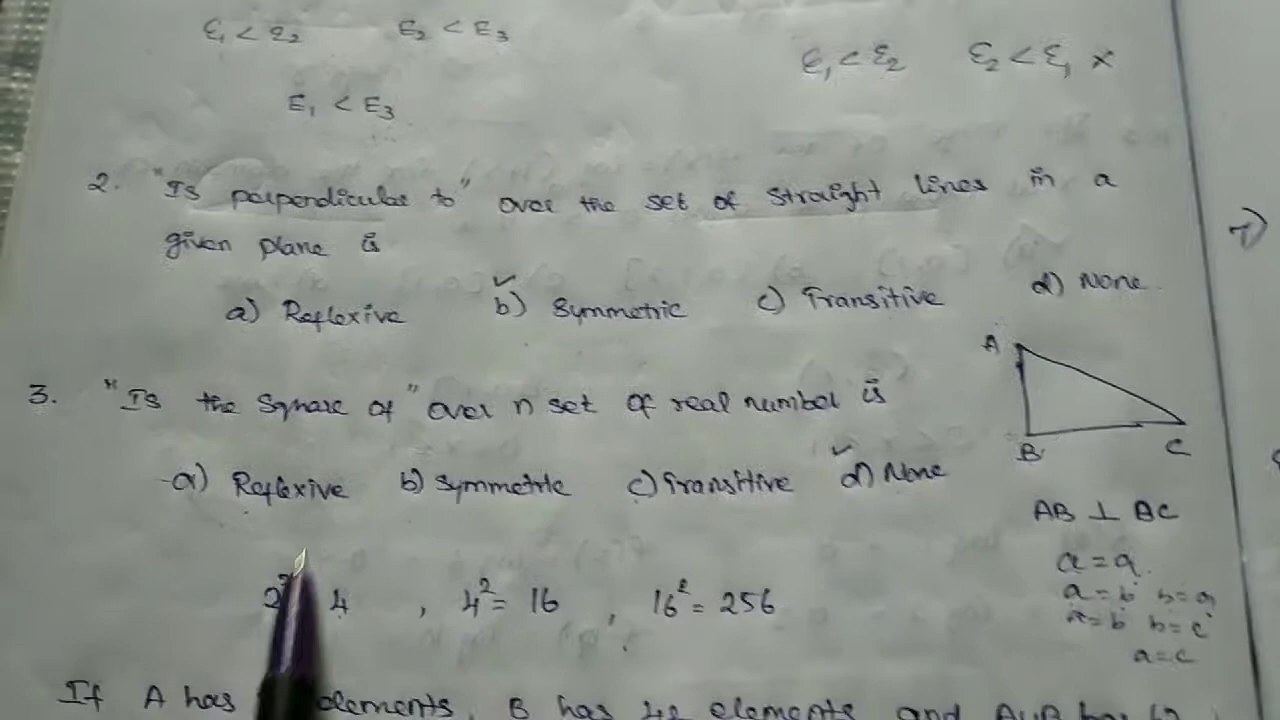 E₁ < E₂ E₂ < E₃
E₁ < E₂ E₂ < E₁ ×
E₁ < E₃
2. "Is perpendicular to" over the set of straight lines in a
given plane is
a) Reflexive b) Symmetric c) Transitive d) None
7)
3. "Is the square of" over n set of real number is
a) Reflexive b) Symmetric c) Transitive d) None
A
B C
AB ⊥ BC
a = a
a = b b = a
a = b b = c
a = c
4 , 4² = 16 , 16² = 256
If A has elements, B has elements and